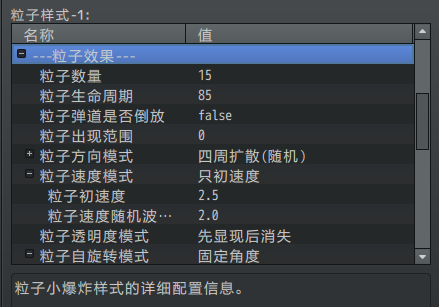 粒子样式-1:
名称 值
---粒子效果---
粒子数量 15
粒子生命周期 85
粒子弹道是否倒放 false
粒子出现范围 0
粒子方向模式 四周扩散(随机)
粒子速度模式 只初速度
粒子初速度 2.5
粒子速度随机波… 2.0
粒子透明度模式 先显现后消失
粒子自旋转模式 固定角度
粒子小爆炸样式的详细配置信息。